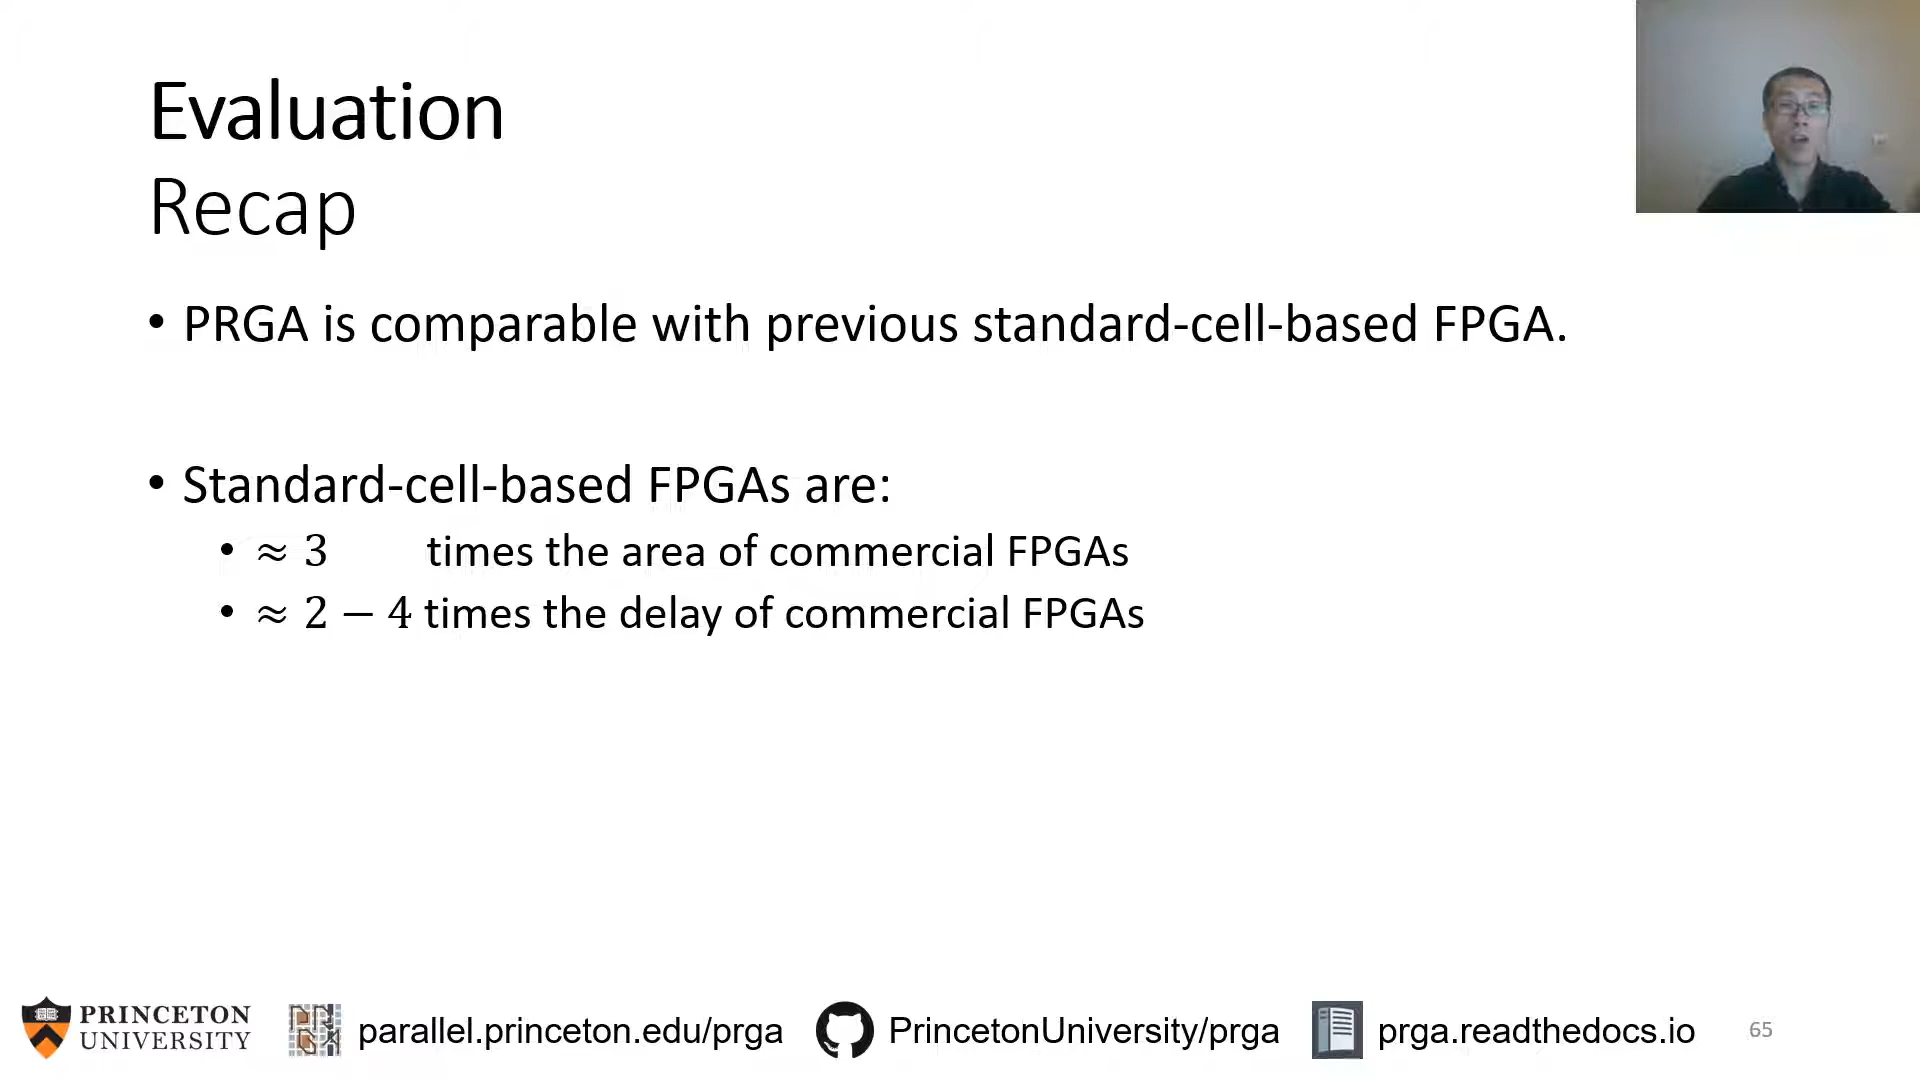 Evaluation
Recap
• PRGA is comparable with previous standard-cell-based FPGA.
• Standard-cell-based FPGAs are:
• ≈ 3 times the area of commercial FPGAs
• ≈ 2 − 4 times the delay of commercial FPGAs
PRINCETON
UNIVERSITY
parallel.princeton.edu/prga
PrincetonUniversity/prga
prga.readthedocs.io
65